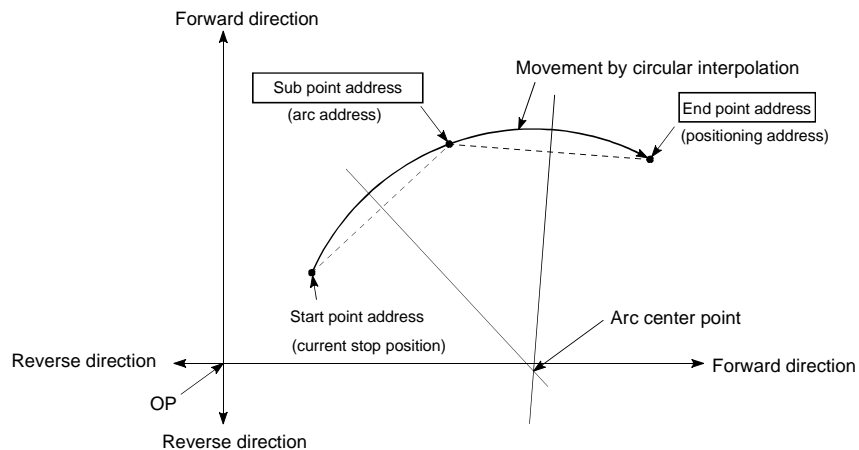 Forward direction
Movement by circular interpolation
Sub point address
(arc address)
End point address
(positioning address)
Start point address
(current stop position)
Arc center point
Reverse direction
Forward direction
OP
Reverse direction